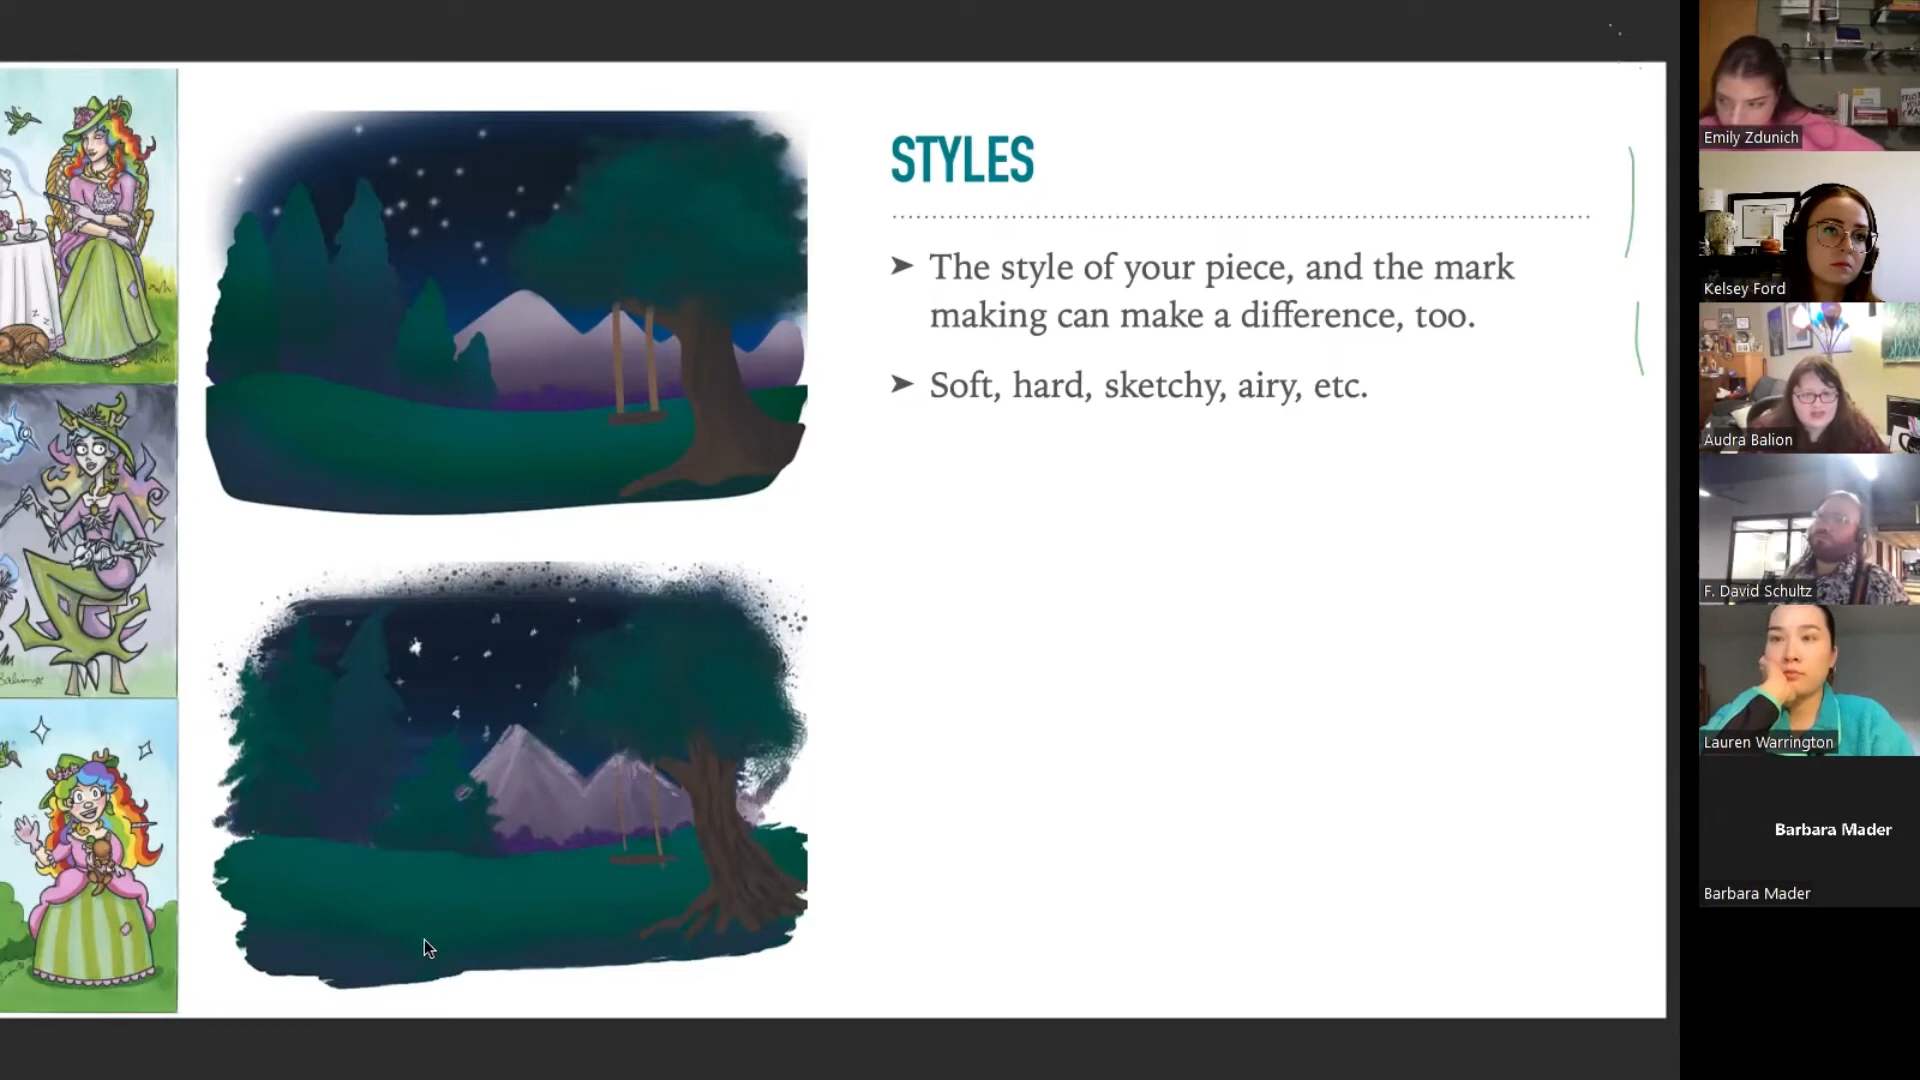 STYLES
➤ The style of your piece, and the mark
making can make a difference, too.
➤ Soft, hard, sketchy, airy, etc.
Emily Zdunich
Kelsey Ford
Audra Balion
F. David Schultz
Lauren Warrington
Barbara Mader
Barbara Mader
z z z